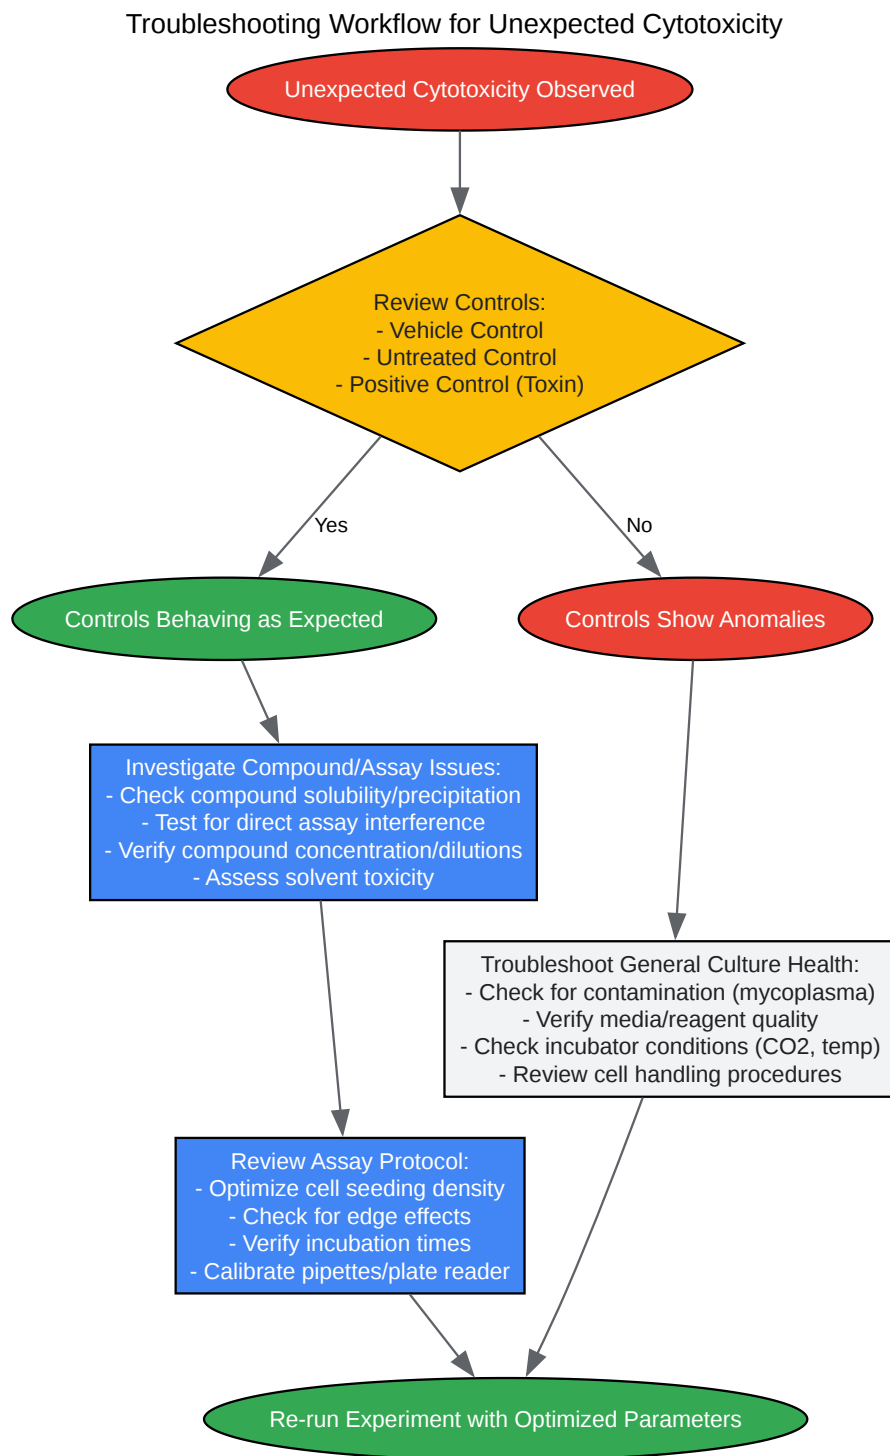 Troubleshooting Workflow for Unexpected Cytotoxicity
Unexpected Cytotoxicity Observed
Review Controls:
- Vehicle Control
- Untreated Control
- Positive Control (Toxin)
Yes
No
Controls Behaving as Expected
Controls Show Anomalies
Investigate Compound/Assay Issues:
- Check compound solubility/precipitation
- Test for direct assay interference
- Verify compound concentration/dilutions
- Assess solvent toxicity
Troubleshoot General Culture Health:
- Check for contamination (mycoplasma)
- Verify media/reagent quality
- Check incubator conditions (CO2, temp)
- Review cell handling procedures
Review Assay Protocol:
- Optimize cell seeding density
- Check for edge effects
- Verify incubation times
- Calibrate pipettes/plate reader
Re-run Experiment with Optimized Parameters